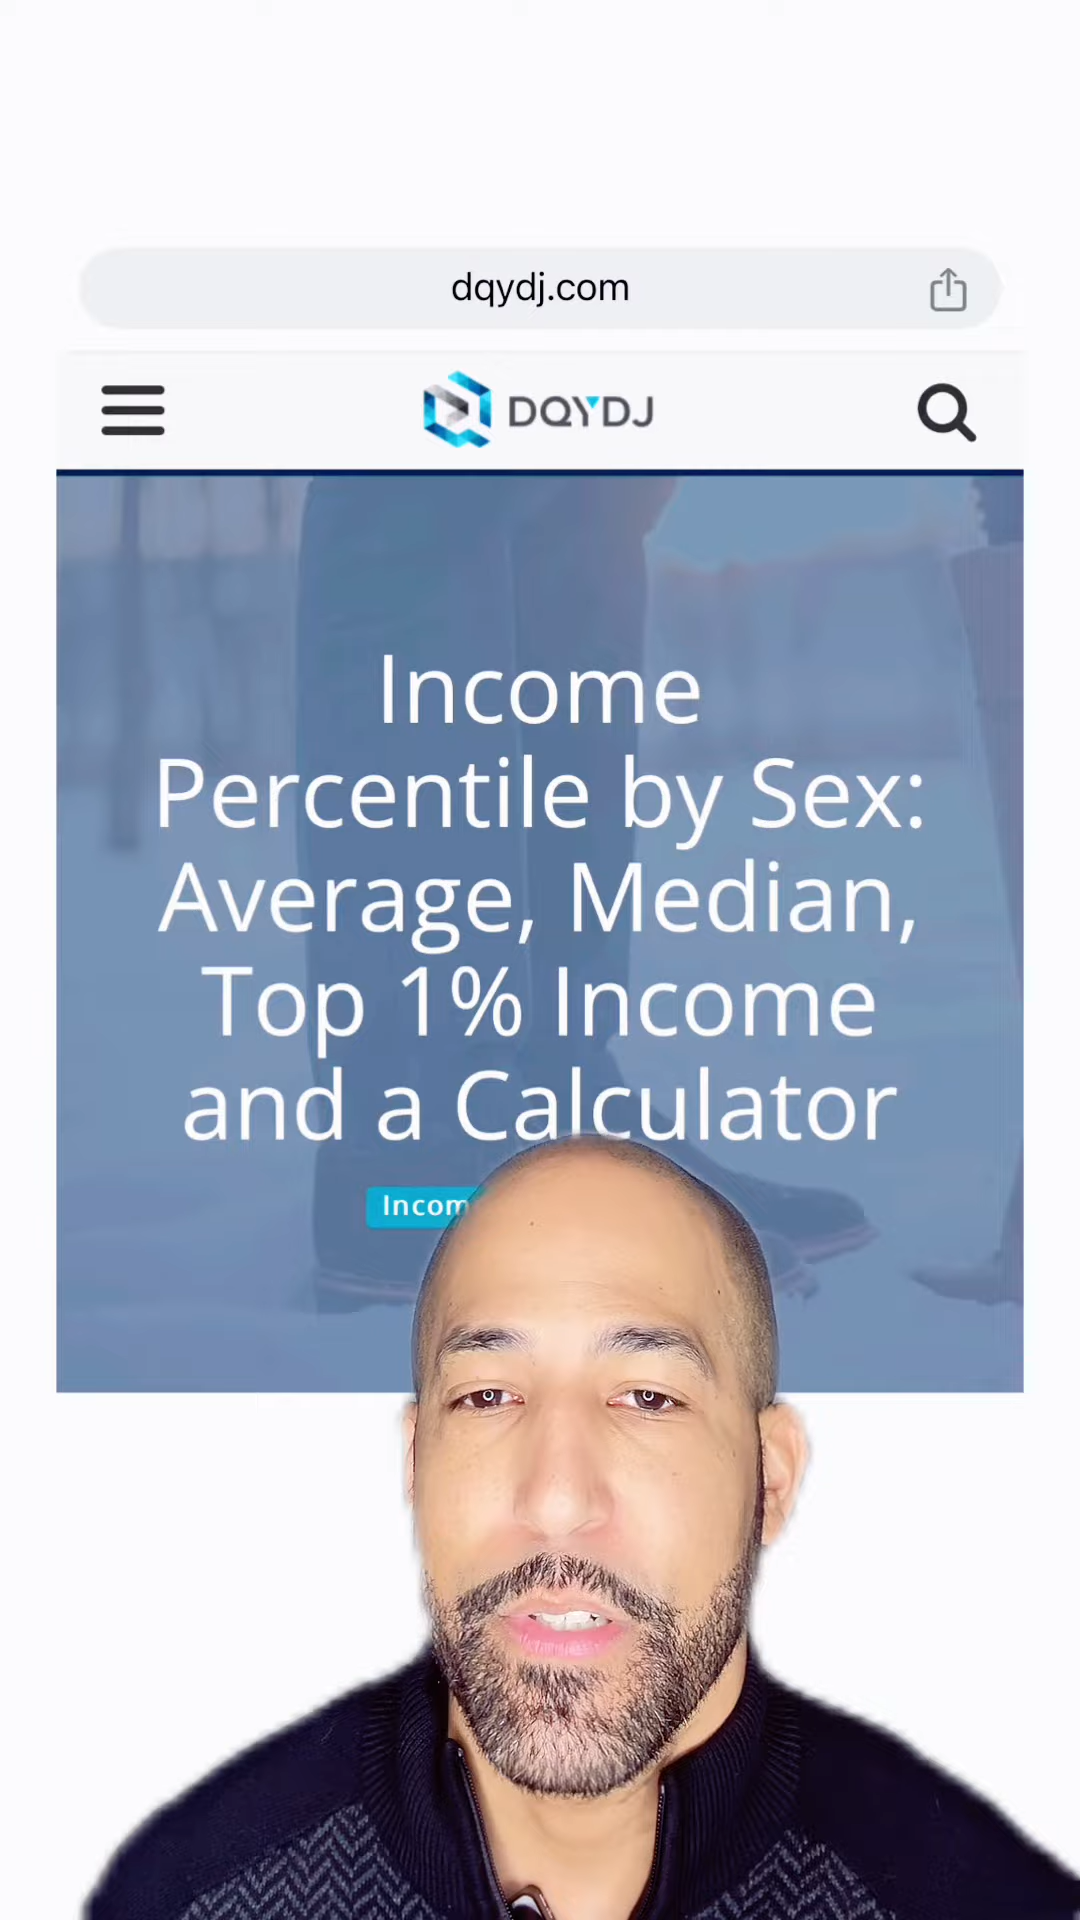 dqydj.com
DQYDJ
Income
Percentile by Sex:
Average, Median,
Top 1% Income
and a Calculator